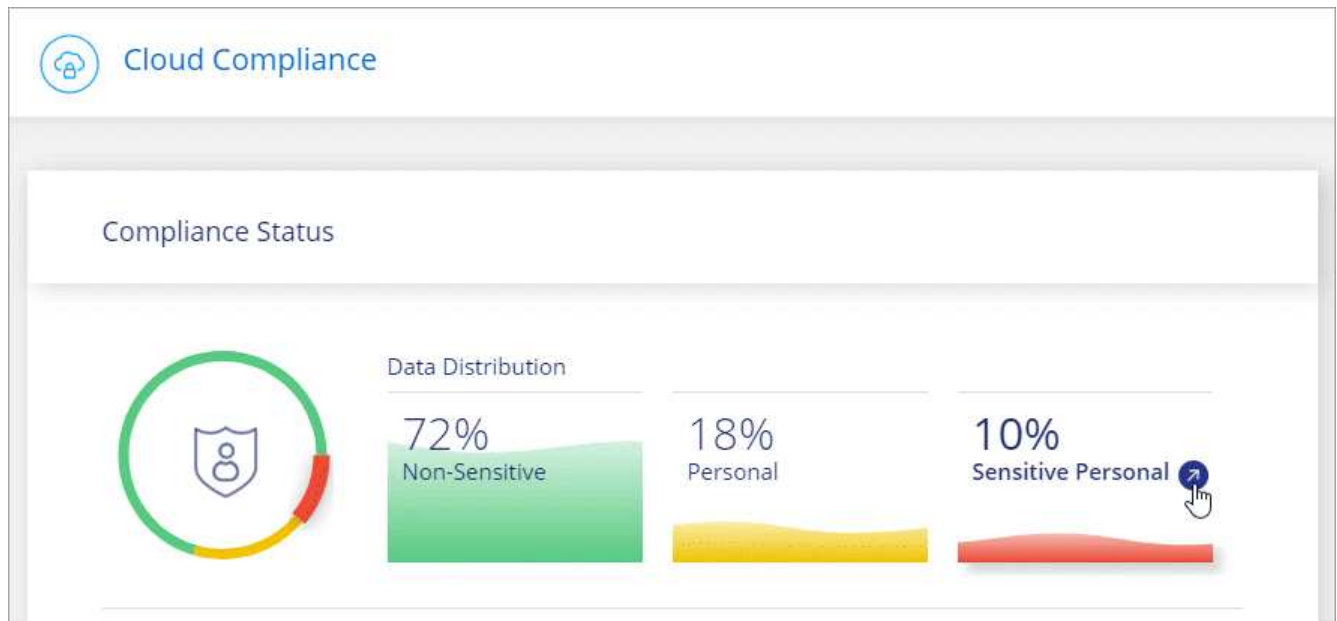 Cloud Compliance
Compliance Status
Data Distribution
72%
Non-Sensitive
18%
Personal
10%
Sensitive Personal